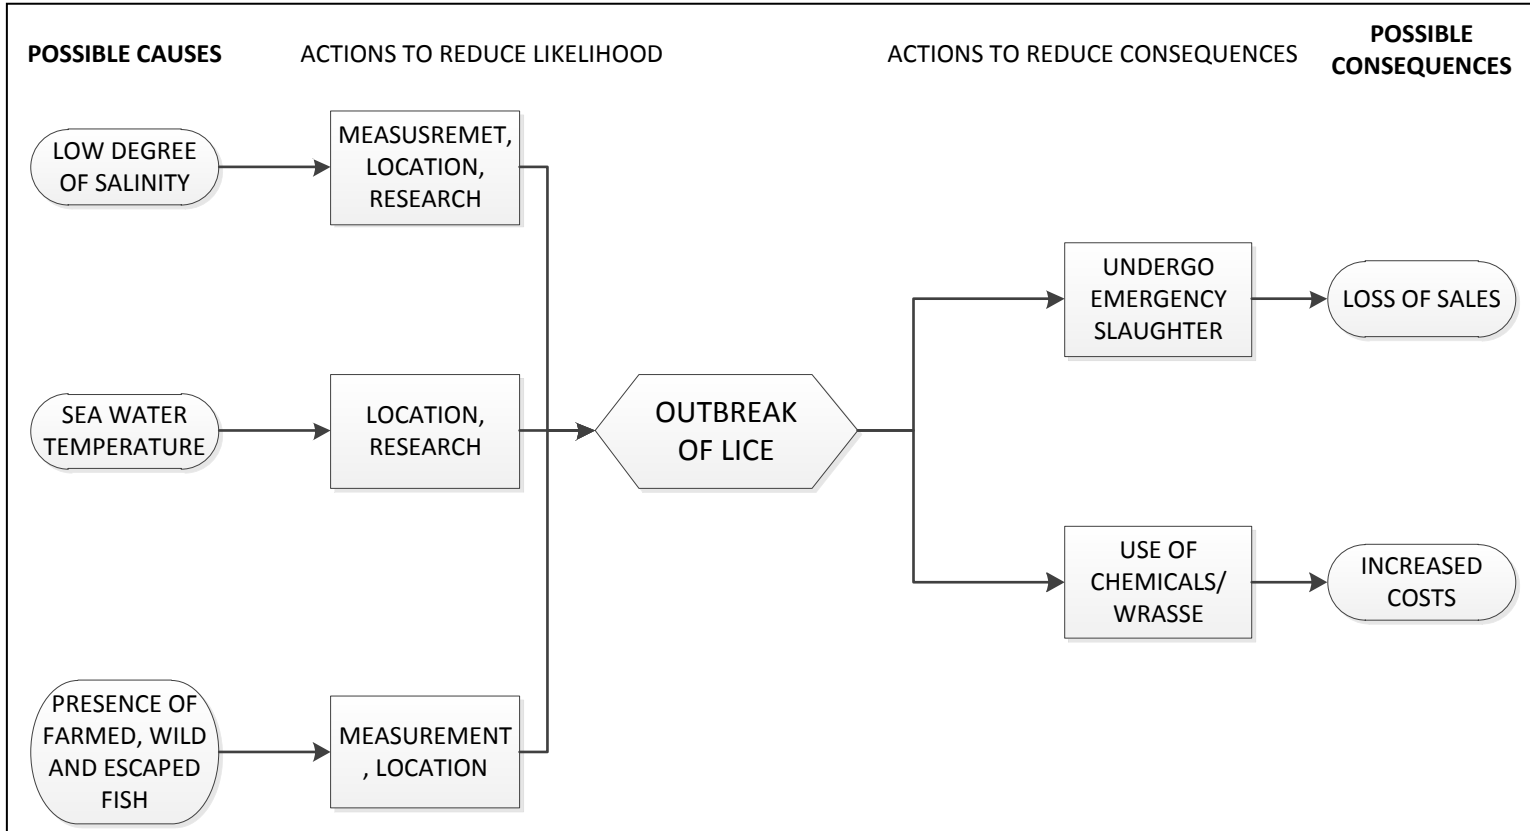 POSSIBLE CAUSES
ACTIONS TO REDUCE LIKELIHOOD
ACTIONS TO REDUCE CONSEQUENCES
POSSIBLE
CONSEQUENCES
LOW DEGREE
OF SALINITY
MEASUSREMET,
LOCATION,
RESEARCH
SEA WATER
TEMPERATURE
LOCATION,
RESEARCH
PRESENCE OF
FARMED, WILD
AND ESCAPED
FISH
MEASUREMENT
, LOCATION
OUTBREAK
OF LICE
UNDERGO
EMERGENCY
SLAUGHTER
LOSS OF SALES
USE OF
CHEMICALS/
WRASSE
INCREASED
COSTS